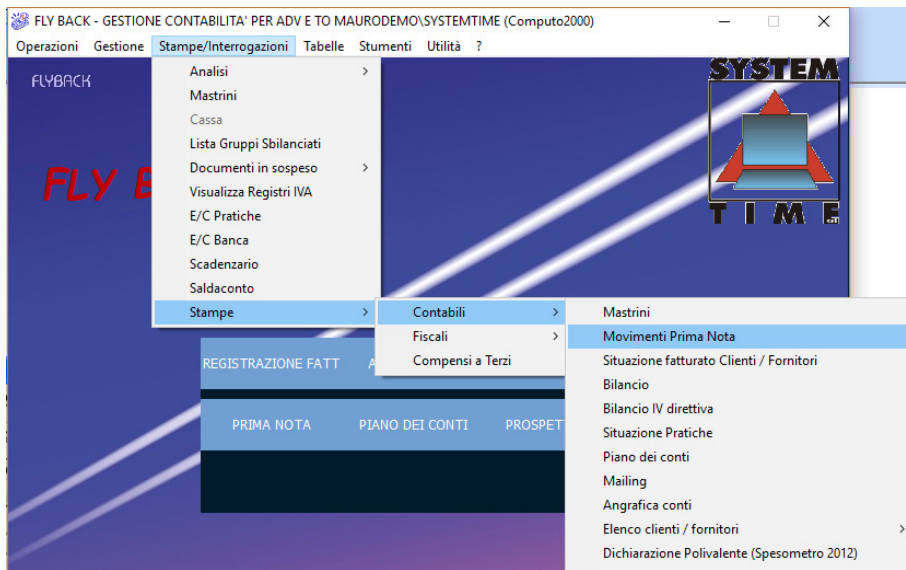 FLY BACK - GESTIONE CONTABILITA' PER ADV E TO MAURODEMO\SYSTEMTIME (Computo2000)
Operazioni Gestione Stampe/Interrogazioni Tabelle Stumenti Utilità ?
FLYBACK
FLY B
SYSTEM
TIME
Analisi
Mastrini
Cassa
Lista Gruppi Sbilanciati
Documenti in sospeso
Visualizza Registri IVA
E/C Pratiche
E/C Banca
Scadenzario
Saldaconto
Stampe
Contabili
Fiscali
Compensi a Terzi
Mastrini
Movimenti Prima Nota
Situazione fatturato Clienti / Fornitori
Bilancio
Bilancio IV direttiva
Situazione Pratiche
Piano dei conti
Mailing
Angrafica conti
Elenco clienti / fornitori
Dichiarazione Polivalente (Spesometro 2012)
REGISTRAZIONE FATT
PRIMA NOTA PIANO DEI CONTI PROSPET